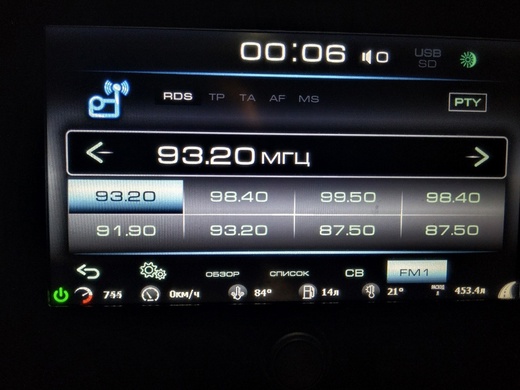 00:06 0 USB
SD
RDS TP TA AF MS PTY
93.20 МГЦ
93.20 98.40 99.50 98.40
91.90 93.20 87.50 87.50
ОБЗОР СПИСОК СВ FM1
744 0км/ч 84° 14л 21° 453.4л